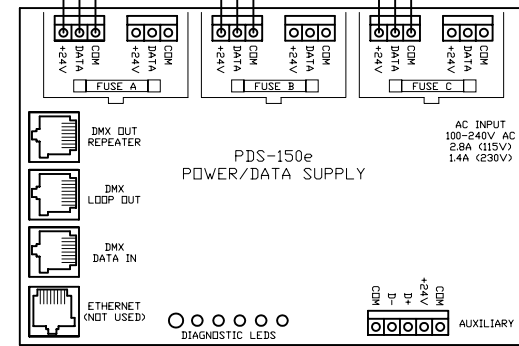 +24V DATA COM +24V DATA COM
+24V DATA COM +24V DATA COM
+24V DATA COM +24V DATA COM
FUSE A
FUSE B
FUSE C
DMX OUT
REPEATER
AC INPUT
100-240V AC
2.8A (115V)
1.4A (230V)
PDS-150e
POWER/DATA SUPPLY
DMX
LOOP OUT
DMX
DATA IN
ETHERNET
(NOT USED)
DIAGNOSTIC LEDS
COM D- D+ +24V COM
AUXILIARY